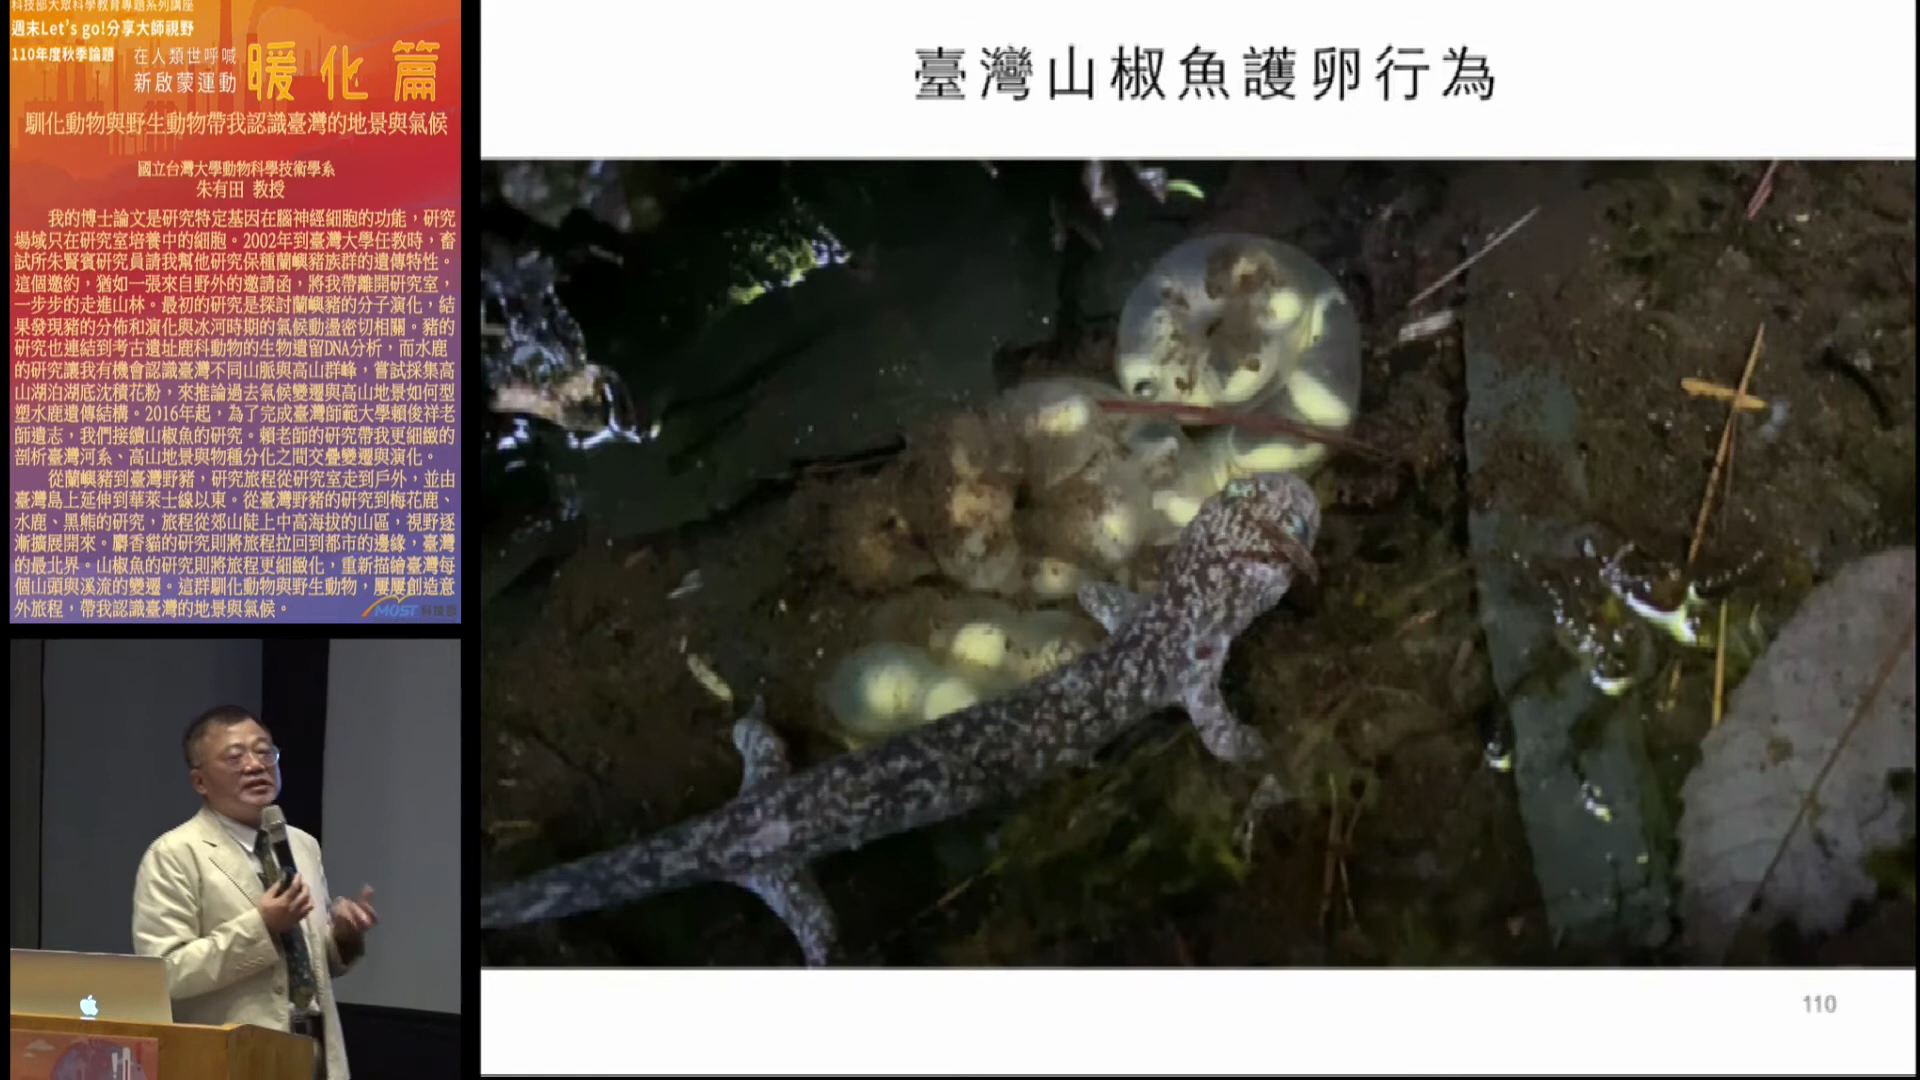 科技部大眾科學教育專題系列講座
週末Let's go!分享大師視野
110年度秋季論題
在人類世呼喊
新啟蒙運動
暖化篇
馴化動物與野生動物帶我認識臺灣的地景與氣候
國立台灣大學動物科學技術學系
朱有田 教授
我的博士論文是研究特定基因在腦神經細胞的功能，研究
場域只在研究室培養中的細胞。2002年到臺灣大學任教時，畜
試所朱賢賓研究員請我幫他研究保種蘭嶼豬族群的遺傳特性。
這個邀約，猶如一張來自野外的邀請函，將我帶離開研究室，
一步步的走進山林。最初的研究是探討蘭嶼豬的分子演化，結
果發現豬的分佈和演化與冰河時期的氣候動盪密切相關。豬的
研究也連結到考古遺址鹿科動物的生物遺留DNA分析，而水鹿
的研究讓我有機會認識臺灣不同山脈與高山群峰，嘗試採集高
山湖泊湖底沈積花粉，來推論過去氣候變遷與高山地景如何型
塑水鹿遺傳結構。2016年起，為了完成臺灣師範大學賴俊祥老
師遺志，我們接續山椒魚的研究。賴老師的研究帶我更細緻的
剖析臺灣河系、高山地景與物種分化之間交疊變遷與演化。
從蘭嶼豬到臺灣野豬，研究旅程從研究室走到戶外，並由
臺灣島上延伸到華萊士線以東。從臺灣野豬的研究到梅花鹿、
水鹿、黑熊的研究，旅程從郊山陡上中高海拔的山區，視野逐
漸擴展開來。麝香貓的研究則將旅程拉回到都市的邊緣，臺灣
的最北界。山椒魚的研究則將旅程更細緻化，重新描繪臺灣每
個山頭與溪流的變遷。這群馴化動物與野生動物，屢屢創造意
外旅程，帶我認識臺灣的地景與氣候。
MOST 科技部
臺灣山椒魚護卵行為
110